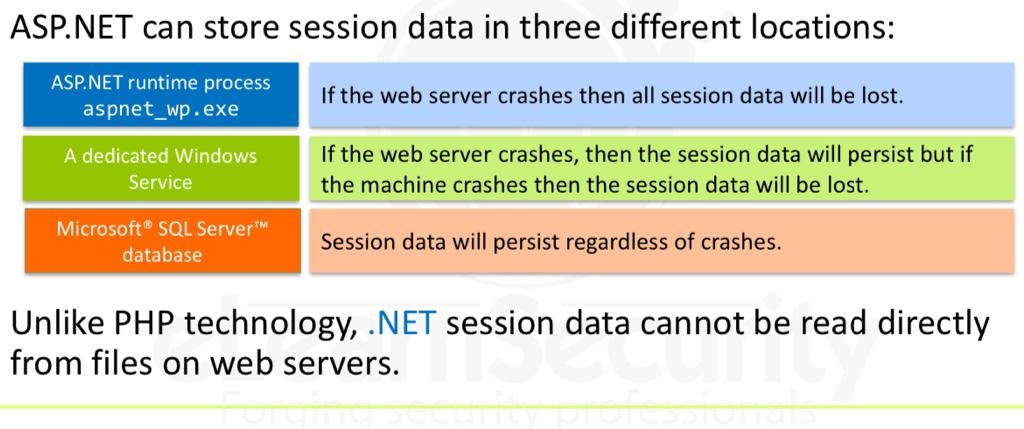 ASP.NET can store session data in three different locations:
ASP.NET runtime process
aspnet_wp.exe
If the web server crashes then all session data will be lost.
A dedicated Windows
Service
If the web server crashes, then the session data will persist but if
the machine crashes then the session data will be lost.
Microsoft® SQL Server™
database
Session data will persist regardless of crashes.
Unlike PHP technology, .NET session data cannot be read directly
from files on web servers.
eLearnSecurity
Forging security professionals